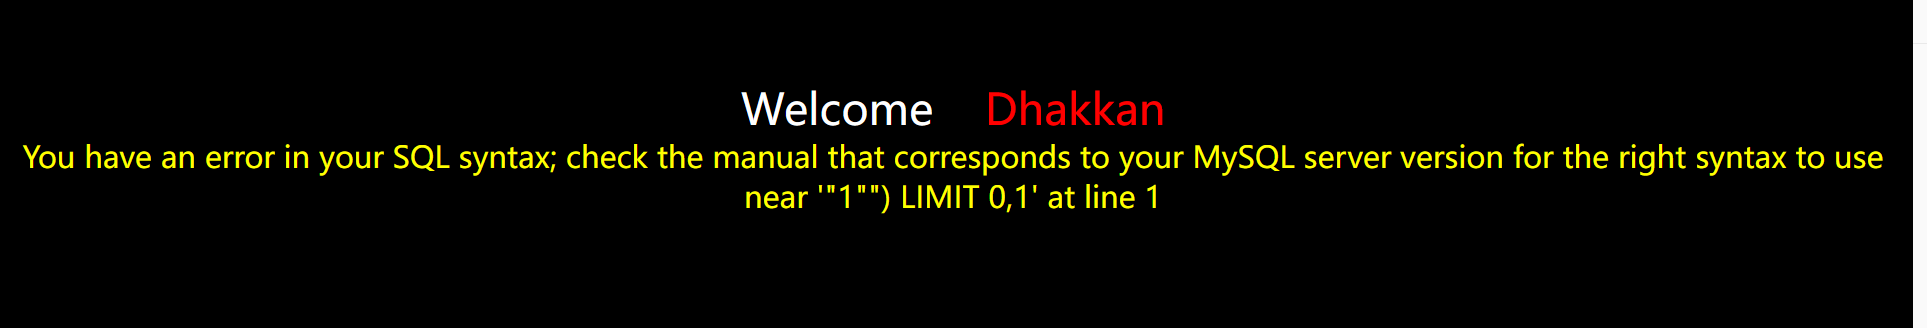 Welcome Dhakkan
You have an error in your SQL syntax; check the manual that corresponds to your MySQL server version for the right syntax to use
near '"1"") LIMIT 0,1' at line 1